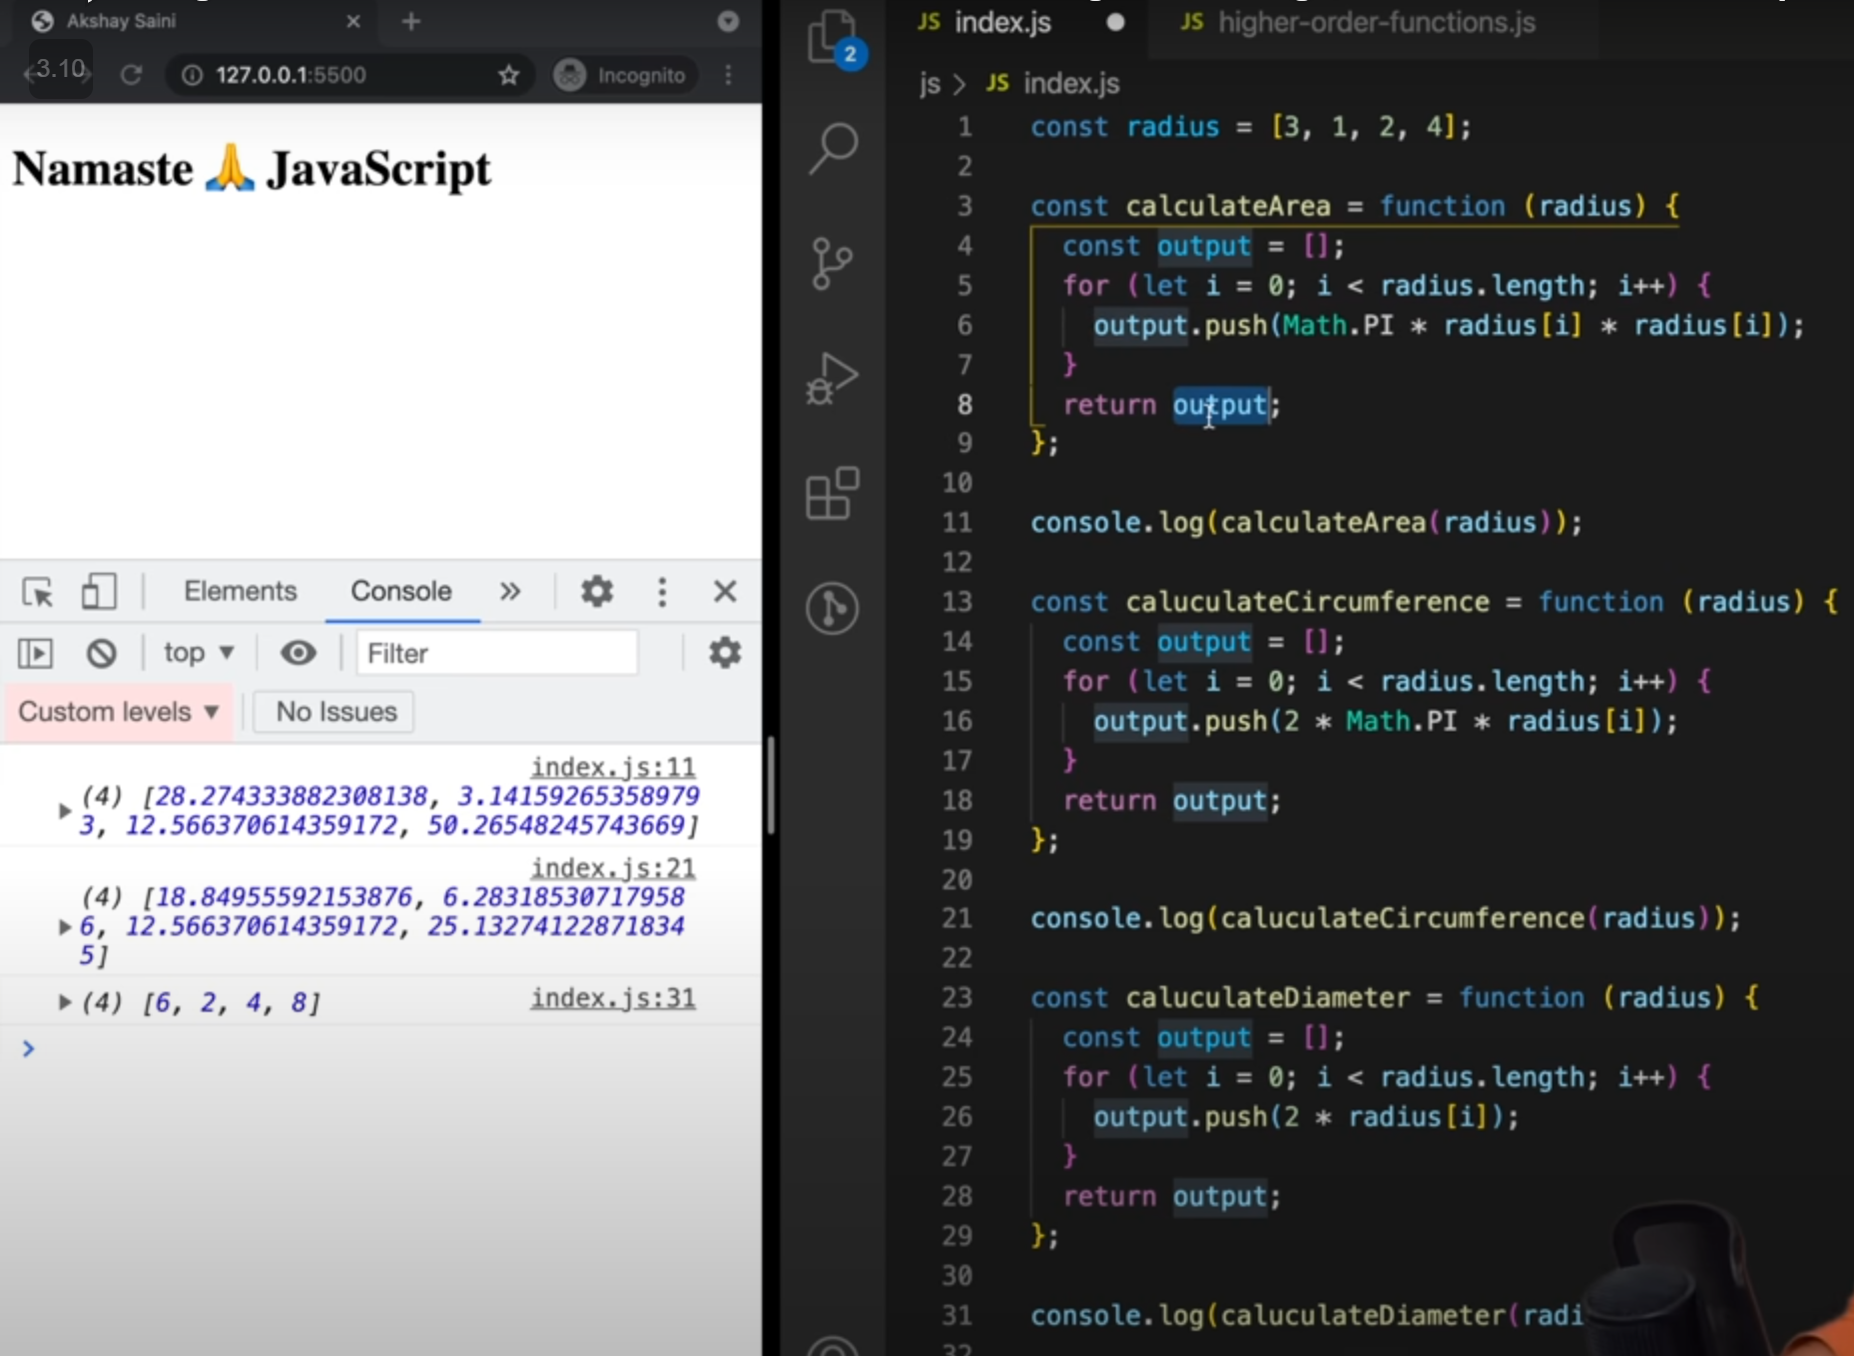 Akshay Saini
3.10
127.0.0.1:5500
Incognito
Namaste 🙏 JavaScript
Elements
Console
top
Filter
Custom levels
No Issues
index.js:11
(4) [28.274333882308138, 3.14159265358979
3, 12.566370614359172, 50.26548245743669]
index.js:21
(4) [18.84955592153876, 6.28318530717958
6, 12.566370614359172, 25.13274122871834
5]
(4) [6, 2, 4, 8] index.js:31
2
JS index.js
JS higher-order-functions.js
js > JS index.js
1 const radius = [3, 1, 2, 4];
2
3 const calculateArea = function (radius) {
4 const output = [];
5 for (let i = 0; i < radius.length; i++) {
6 output.push(Math.PI * radius[i] * radius[i]);
7 }
8 return output;
9 };
10
11 console.log(calculateArea(radius));
12
13 const caluculateCircumference = function (radius) {
14 const output = [];
15 for (let i = 0; i < radius.length; i++) {
16 output.push(2 * Math.PI * radius[i]);
17 }
18 return output;
19 };
20
21 console.log(caluculateCircumference(radius));
22
23 const caluculateDiameter = function (radius) {
24 const output = [];
25 for (let i = 0; i < radius.length; i++) {
26 output.push(2 * radius[i]);
27 }
28 return output;
29 };
30
31 console.log(caluculateDiameter(radi
32